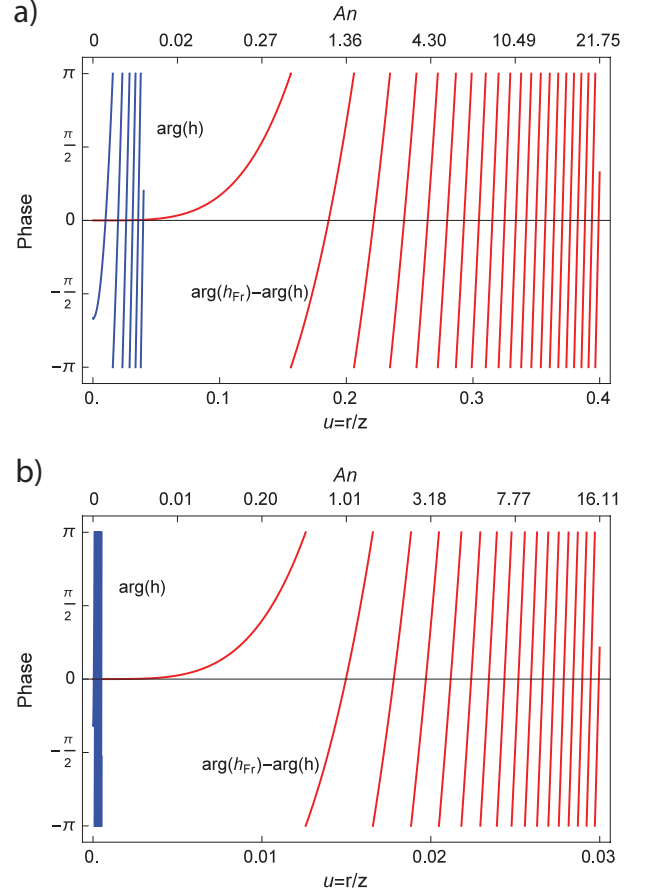 a)
An
0 0.02 0.27 1.36 4.30 10.49 21.75
π
π/2
0
−π/2
−π
Phase
arg(h)
arg(h_Fr)−arg(h)
0. 0.1 0.2 0.3 0.4
u=r/z
b)
An
0 0.01 0.20 1.01 3.18 7.77 16.11
π
π/2
0
−π/2
−π
Phase
arg(h)
arg(h_Fr)−arg(h)
0. 0.01 0.02 0.03
u=r/z